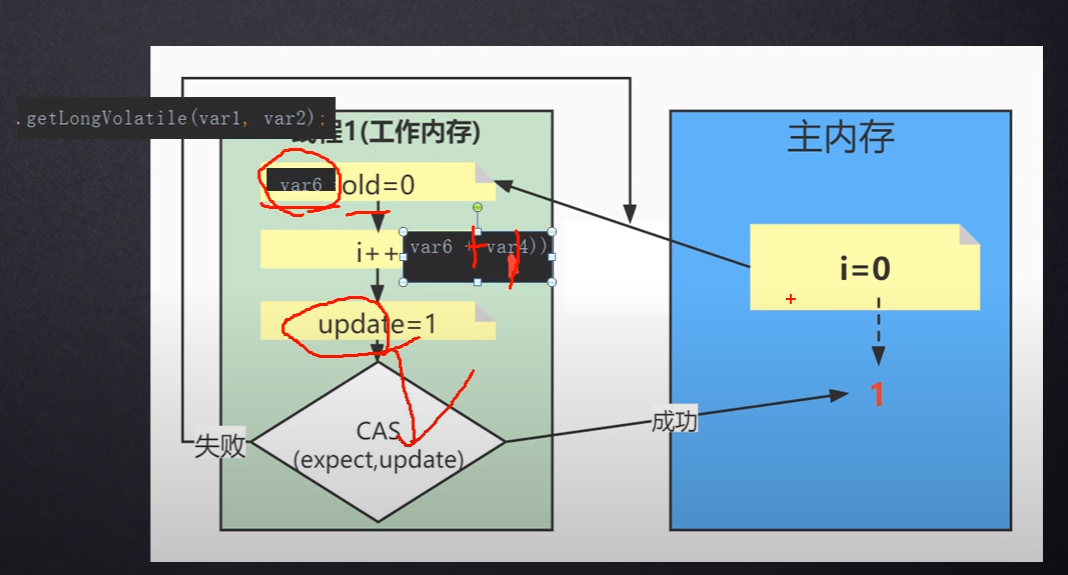 .getLongVolatile(var1, var2);
程1(工作内存)
var6 old=0
i++
var6 + var4))
update=1
CAS
(expect,update)
失败
成功
主内存
i=0
1